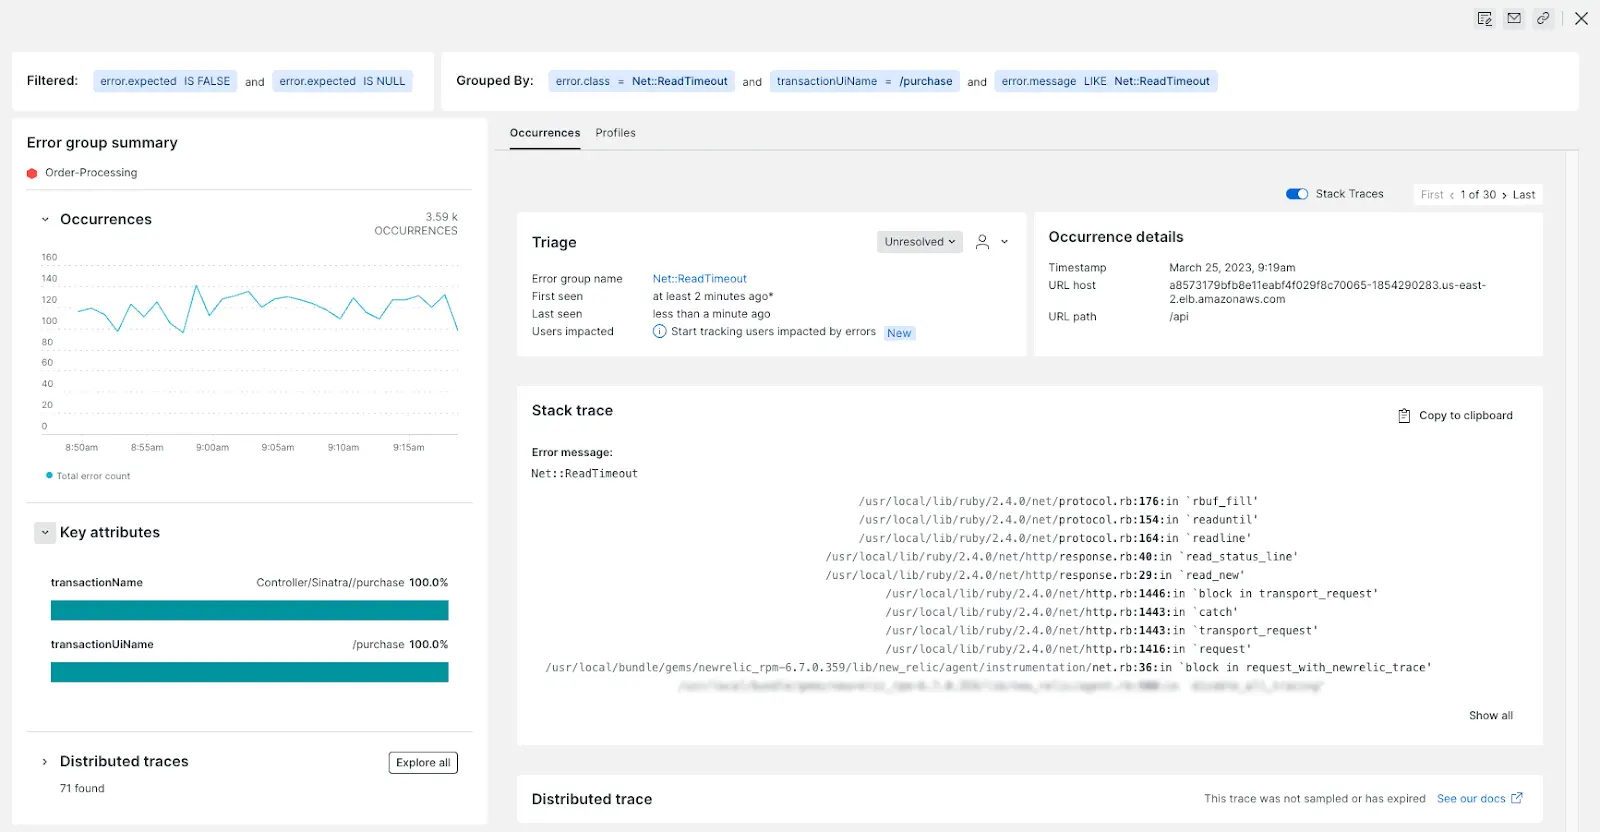 Filtered: error.expected IS FALSE and error.expected IS NULL
Grouped By: error.class = Net::ReadTimeout and transactionUiName = /purchase and error.message LIKE Net::ReadTimeout
Error group summary
Order-Processing
Occurrences
3.59 k
OCCURRENCES
160
140
120
100
80
60
40
20
0
8:50am 8:55am 9:00am 9:05am 9:10am 9:15am
Total error count
Key attributes
transactionName Controller/Sinatra//purchase 100.0%
transactionUiName /purchase 100.0%
Distributed traces
Explore all
71 found
Occurrences Profiles
Stack Traces First ‹ 1 of 30 › Last
Triage
Unresolved
Error group name Net::ReadTimeout
First seen at least 2 minutes ago*
Last seen less than a minute ago
Users impacted Start tracking users impacted by errors New
Occurrence details
Timestamp March 25, 2023, 9:19am
URL host a8573179bfb8e11eabf4f029f8c70065-1854290283.us-east-
2.elb.amazonaws.com
URL path /api
Stack trace
Copy to clipboard
Error message:
Net::ReadTimeout
/usr/local/lib/ruby/2.4.0/net/protocol.rb:176:in `rbuf_fill'
/usr/local/lib/ruby/2.4.0/net/protocol.rb:154:in `readuntil'
/usr/local/lib/ruby/2.4.0/net/protocol.rb:164:in `readline'
/usr/local/lib/ruby/2.4.0/net/http/response.rb:40:in `read_status_line'
/usr/local/lib/ruby/2.4.0/net/http/response.rb:29:in `read_new'
/usr/local/lib/ruby/2.4.0/net/http.rb:1446:in `block in transport_request'
/usr/local/lib/ruby/2.4.0/net/http.rb:1443:in `catch'
/usr/local/lib/ruby/2.4.0/net/http.rb:1443:in `transport_request'
/usr/local/lib/ruby/2.4.0/net/http.rb:1416:in `request'
/usr/local/bundle/gems/newrelic_rpm-6.7.0.359/lib/new_relic/agent/instrumentation/net.rb:36:in `block in request_with_newrelic_trace'
Show all
Distributed trace
This trace was not sampled or has expired See our docs